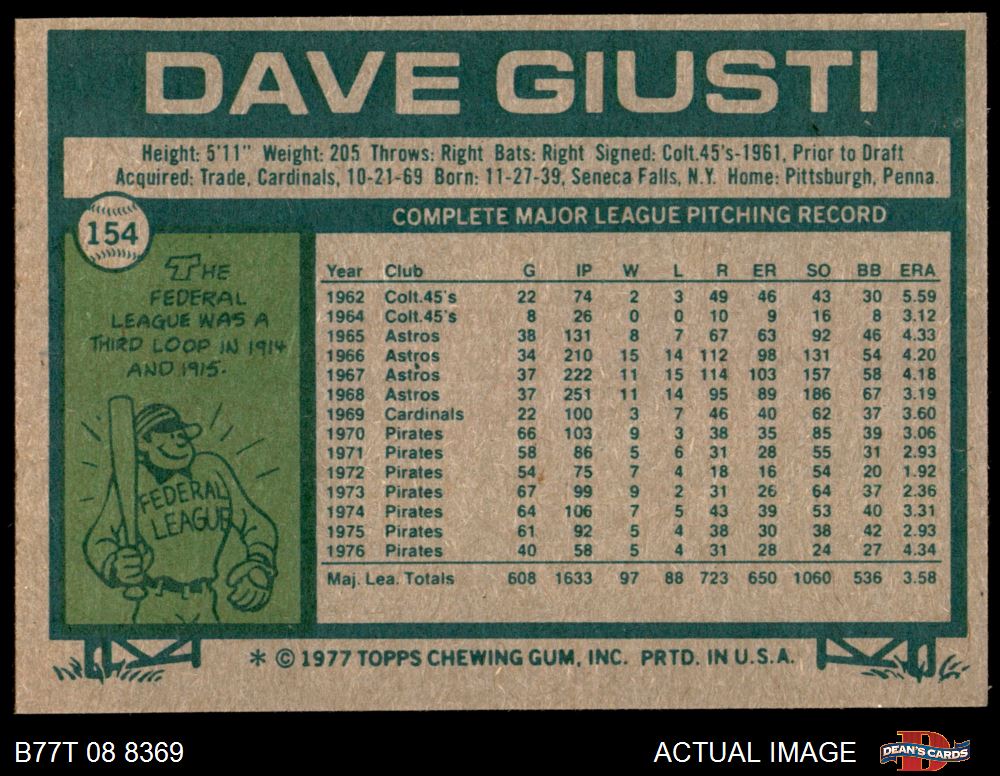 DAVE GIUSTI
Height: 5'11" Weight: 205 Throws: Right Bats: Right Signed: Colt.45's-1961, Prior to Draft
Acquired: Trade, Cardinals, 10-21-69 Born: 11-27-39, Seneca Falls, N.Y. Home: Pittsburgh, Penna.
154
THE
FEDERAL
LEAGUE WAS A
THIRD LOOP IN 1914
AND 1915.
FEDERAL
LEAGUE
COMPLETE MAJOR LEAGUE PITCHING RECORD
Year Club G IP W L R ER SO BB ERA
1962 Colt.45's 22 74 2 3 49 46 43 30 5.59
1964 Colt.45's 8 26 0 0 10 9 16 8 3.12
1965 Astros 38 131 8 7 67 63 92 46 4.33
1966 Astros 34 210 15 14 112 98 131 54 4.20
1967 Astros 37 222 11 15 114 103 157 58 4.18
1968 Astros 37 251 11 14 95 89 186 67 3.19
1969 Cardinals 22 100 3 7 46 40 62 37 3.60
1970 Pirates 66 103 9 3 38 35 85 39 3.06
1971 Pirates 58 86 5 6 31 28 55 31 2.93
1972 Pirates 54 75 7 4 18 16 54 20 1.92
1973 Pirates 67 99 9 2 31 26 64 37 2.36
1974 Pirates 64 106 7 5 43 39 53 40 3.31
1975 Pirates 61 92 5 4 38 30 38 42 2.93
1976 Pirates 40 58 5 4 31 28 24 27 4.34
Maj. Lea. Totals 608 1633 97 88 723 650 1060 536 3.58
* © 1977 TOPPS CHEWING GUM, INC. PRTD. IN U.S.A.
B77T 08 8369
ACTUAL IMAGE
DEAN'S CARDS